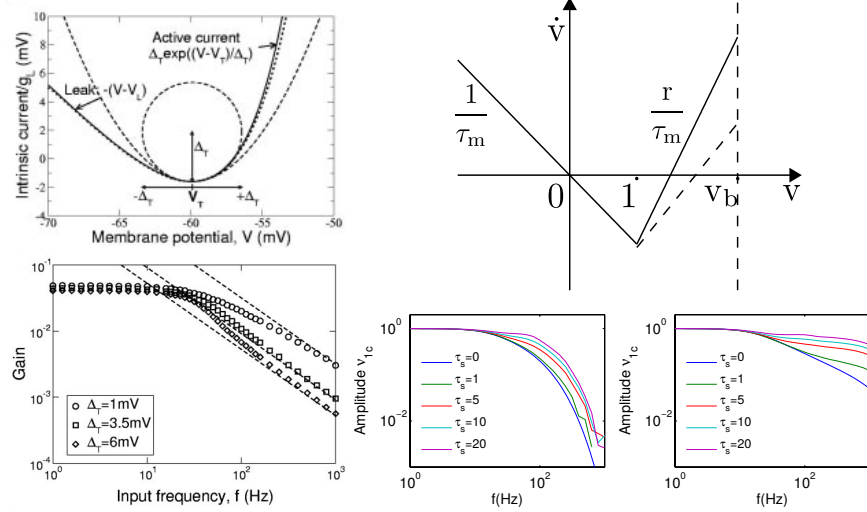 Intrinsic current/g_L (mV)
10
8
6
4
2
0
-2
-4
Active current
Δ_T exp((V-V_T)/Δ_T)
Leak: -(V-V_L)
Δ_T
-Δ_T V_T +Δ_T
-70 -65 -60 -55 -50
Membrane potential, V (mV)
v̇
1/τ_m
r/τ_m
0 1 v_b v
Gain
10^-1
10^-2
10^-3
10^-4
Δ_T=1mV
Δ_T=3.5mV
Δ_T=6mV
10^0 10^1 10^2 10^3
Input frequency, f (Hz)
Amplitude ν_1c
10^0
10^-2
τ_s=0
τ_s=1
τ_s=5
τ_s=10
τ_s=20
10^0 10^2
f(Hz)
Amplitude ν_1c
10^0
10^-2
τ_s=0
τ_s=1
τ_s=5
τ_s=10
τ_s=20
10^0 10^2
f(Hz)